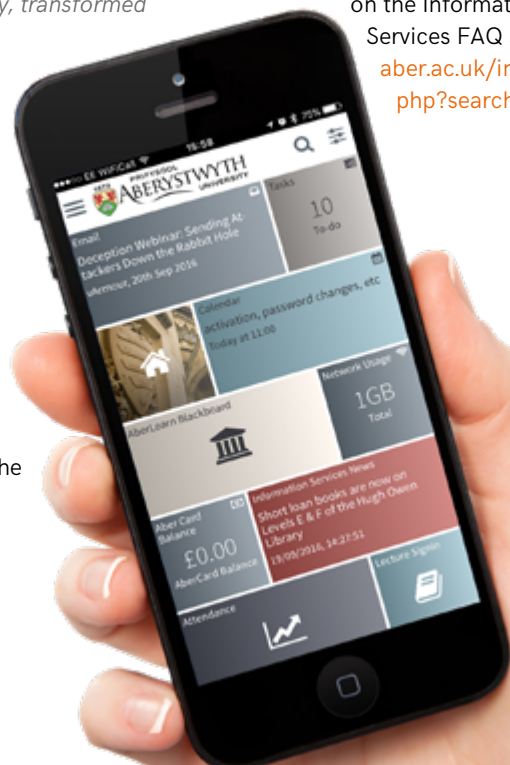 y, transformed
on the Informat
Services FAQ
aber.ac.uk/in
php?search
he
EE WiFiCall 15:58 75%
1872
PRIFYSGOL
ABERYSTWYTH
UNIVERSITY
Email
Deception Webinar: Sending At-
tackers Down the Rabbit Hole
uArmour, 20th Sep 2016
Tasks
10
To-do
Calendar
activation, password changes, etc
Today at 11:00
AberLearn Blackboard
Network Usage
1GB
Total
Aber Card
Balance
£0.00
AberCard Balance
Information Services News
Short loan books are now on
Levels E & F of the Hugh Owen
Library
19/09/2016, 14:27:51
Attendance
Lecture Signin